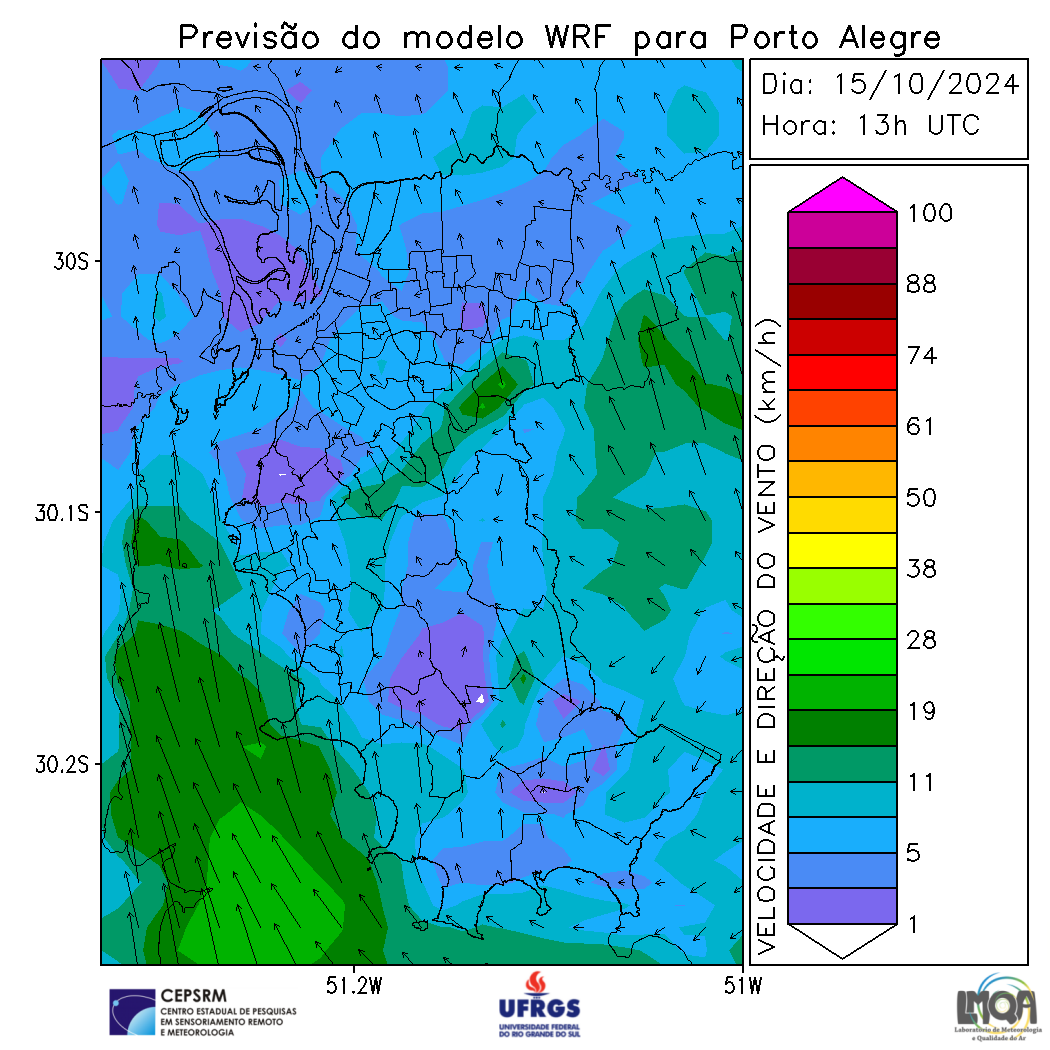 Previsão do modelo WRF para Porto Alegre
Dia: 15/10/2024
Hora: 13h UTC
30S
30.1S
30.2S
51.2W
51W
VELOCIDADE E DIREÇÃO DO VENTO (km/h)
100
88
74
61
50
38
28
19
11
5
1
CEPSRM
CENTRO ESTADUAL DE PESQUISAS
EM SENSORIAMENTO REMOTO
E METEOROLOGIA
UFRGS
UNIVERSIDADE FEDERAL
DO RIO GRANDE DO SUL
LMQA
Laboratório de Meteorologia
e Qualidade do Ar